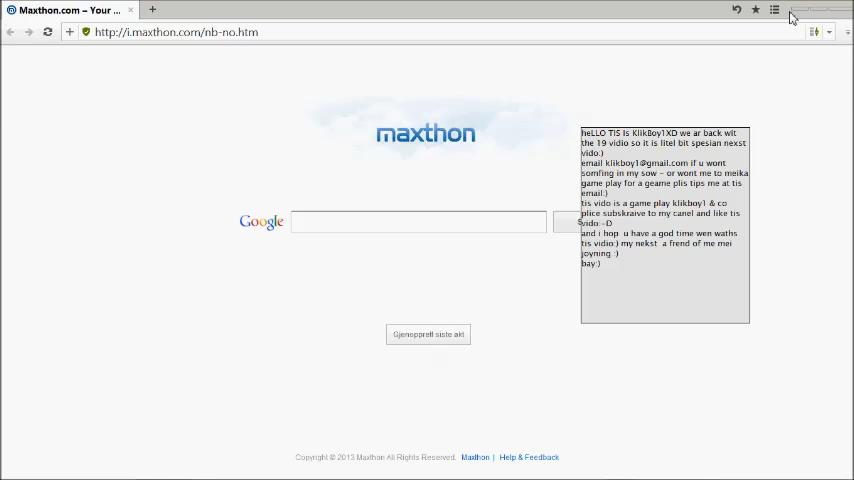 Maxthon.com – Your ...
http://i.maxthon.com/nb-no.htm
maxthon
heLLO TIS Is KlikBoy1XD we ar back wit
the 19 vidio so it is litel bit spesian nexst
vido:)
email klikboy1@gmail.com if u wont
somfing in my sow - or wont me to meika
game play for a geame plis tips me at tis
email:)
tis vido is a game play klikboy1 & co
plice subskraive to my canel and like tis
vido:-D
and i hop  u have a god time wen waths
tis vidio:) my nekst  a frend of me mei
joyning :)
bay:)
Google
Gjenopprett siste akt
Copyright © 2013 Maxthon All Rights Reserved. Maxthon | Help & Feedback